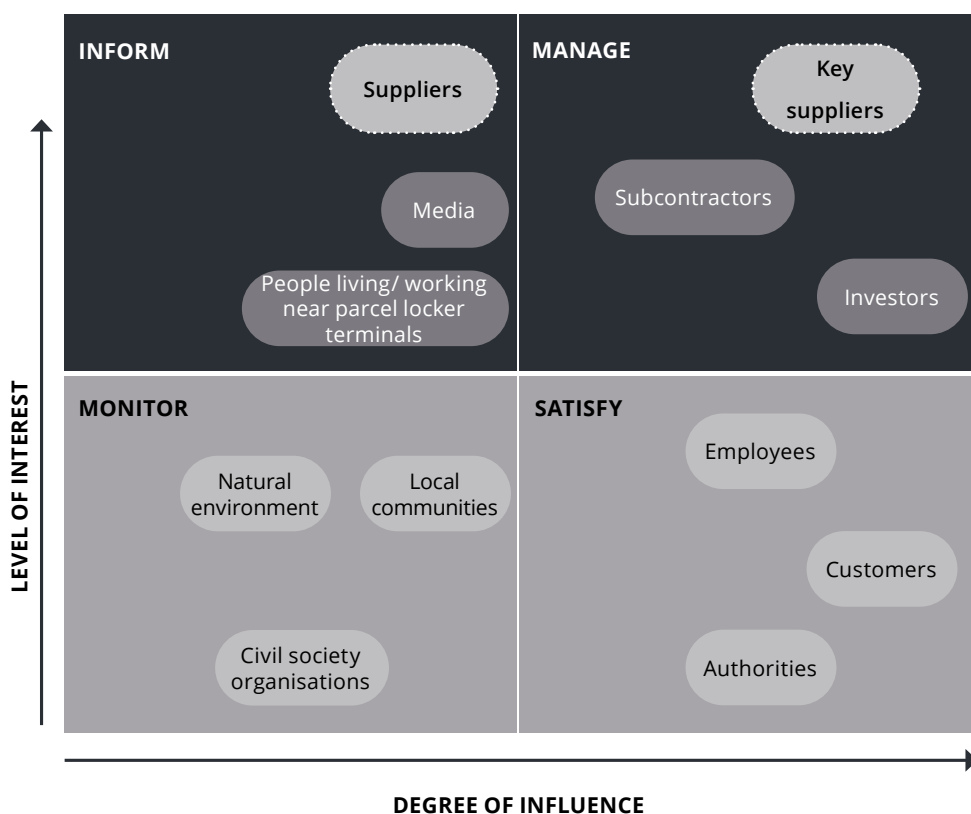 INFORM
Suppliers
Media
People living/ working
near parcel locker
terminals
MANAGE
Key
suppliers
Subcontractors
Investors
MONITOR
Natural
environment
Local
communities
Civil society
organisations
SATISFY
Employees
Customers
Authorities
LEVEL OF INTEREST
DEGREE OF INFLUENCE